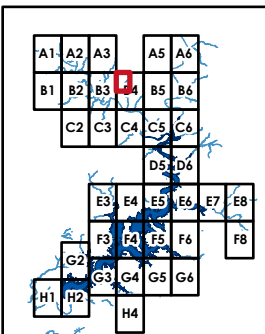 A1 A2 A3 A5 A6
B1 B2 B3 B4 B5 B6
C2 C3 C4 C5 C6
D5 D6
E3 E4 E5 E6 E7 E8
F3 F4 F5 F6 F8
G2 G3 G4 G5 G6
H1 H2 H4